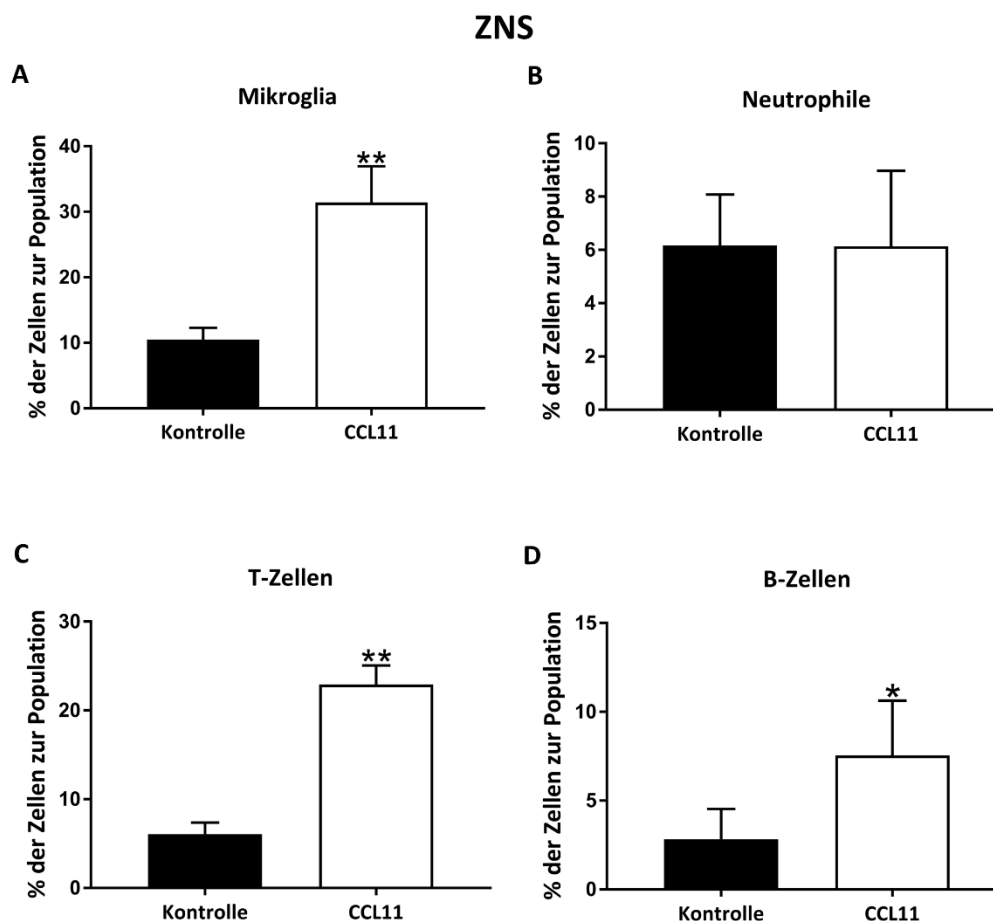 ZNS
A
Mikroglia
% der Zellen zur Population
40
30
20
10
0
**
Kontrolle
CCL11
B
Neutrophile
% der Zellen zur Population
10
8
6
4
2
0
Kontrolle
CCL11
C
T-Zellen
% der Zellen zur Population
30
20
10
0
**
Kontrolle
CCL11
D
B-Zellen
% der Zellen zur Population
15
10
5
0
*
Kontrolle
CCL11